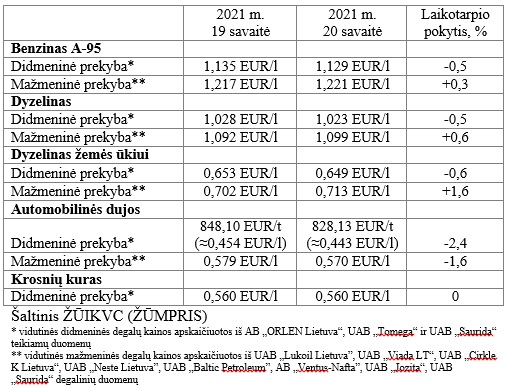 2021 m. 19 savaitė 2021 m. 20 savaitė Laikotarpio pokytis, %
Benzinas A-95
Didmeninė prekyba* 1,135 EUR/l 1,129 EUR/l -0,5
Mažmeninė prekyba** 1,217 EUR/l 1,221 EUR/l +0,3
Dyzelinas
Didmeninė prekyba* 1,028 EUR/l 1,023 EUR/l -0,5
Mažmeninė prekyba** 1,092 EUR/l 1,099 EUR/l +0,6
Dyzelinas žemės ūkiui
Didmeninė prekyba* 0,653 EUR/l 0,649 EUR/l -0,6
Mažmeninė prekyba** 0,702 EUR/l 0,713 EUR/l +1,6
Automobilinės dujos
848,10 EUR/t 828,13 EUR/t
Didmeninė prekyba* (≈0,454 EUR/l) (≈0,443 EUR/l) -2,4
Mažmeninė prekyba** 0,579 EUR/l 0,570 EUR/l -1,6
Krosnių kuras
Didmeninė prekyba* 0,560 EUR/l 0,560 EUR/l 0
Šaltinis ŽŪIKVC (ŽŪMPRIS)
* vidutinės didmeninės degalų kainos apskaičiuotos iš AB „ORLEN Lietuva“, UAB „Tomega“ ir UAB „Saurida“
teikiamų duomenų
** vidutinės mažmeninės degalų kainos apskaičiuotos iš UAB „Lukoil Lietuva”, UAB „Viada LT“, UAB „Cirkle
K Lietuva“, UAB „Neste Lietuva”, UAB „Baltic Petroleum”, AB „Ventus-Nafta”, UAB „Jozita“, UAB
„Saurida“ degalinių duomenų